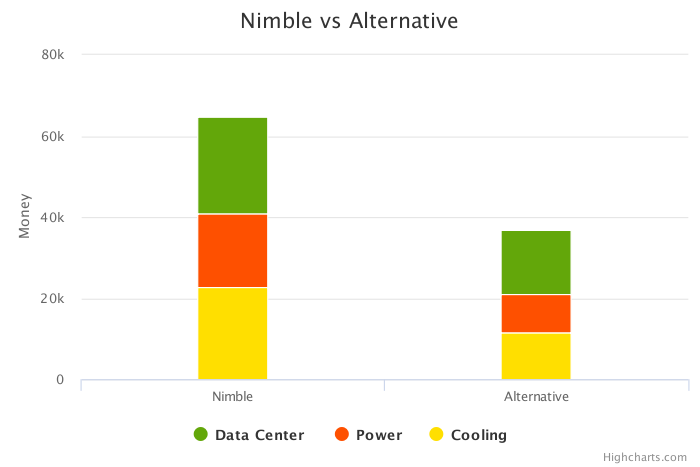 Nimble vs Alternative
80k
60k
40k
20k
0
Money
Nimble
Alternative
Data Center
Power
Cooling
Highcharts.com